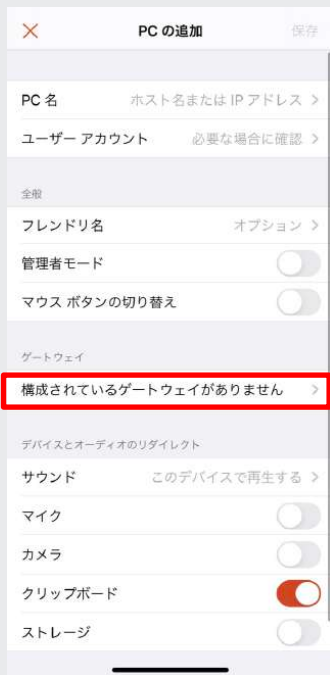 PC の追加 保存
PC 名 ホスト名または IP アドレス
ユーザー アカウント 必要な場合に確認
全般
フレンドリ名 オプション
管理者モード
マウス ボタンの切り替え
ゲートウェイ
構成されているゲートウェイがありません
デバイスとオーディオのリダイレクト
サウンド このデバイスで再生する
マイク
カメラ
クリップボード
ストレージ